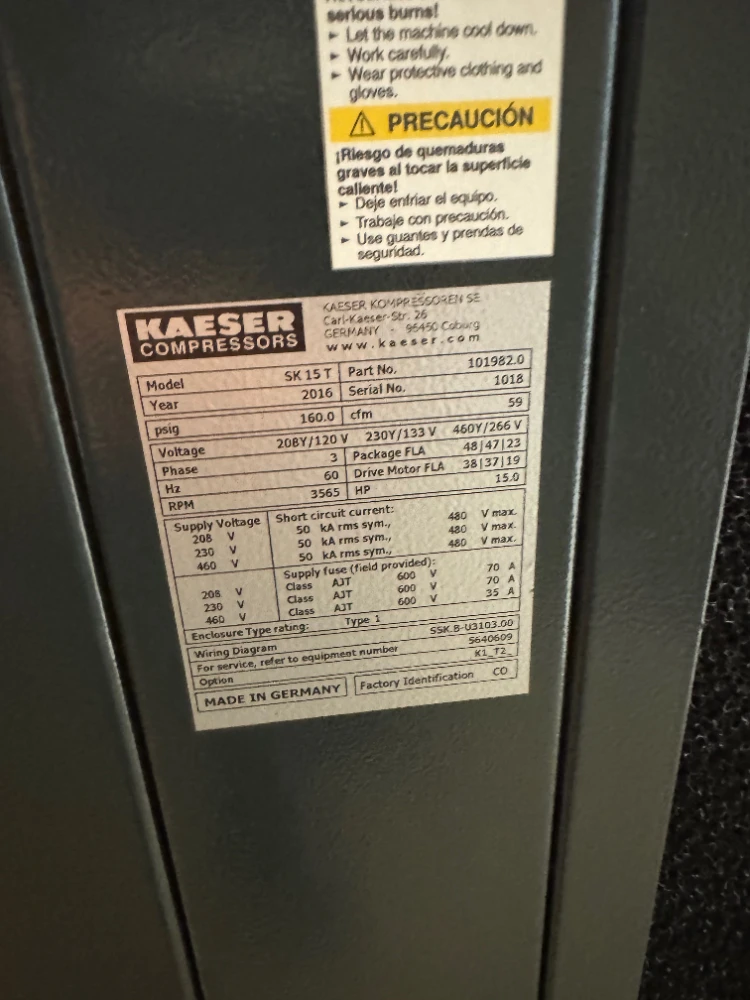 serious burns!
► Let the machine cool down.
► Work carefully.
► Wear protective clothing and
gloves.
⚠ PRECAUCIÓN
¡Riesgo de quemaduras
graves al tocar la superficie
caliente!
► Deje enfriar el equipo.
► Trabaje con precaución.
► Use guantes y prendas de
seguridad.
KAESER
COMPRESSORS
KAESER KOMPRESSOREN SE
Carl-Kaeser-Str. 26
GERMANY - 96450 Coburg
www.kaeser.com
Model SK 15 T Part No. 101982.0
Year 2016 Serial No. 1018
psig 160.0 cfm 59
Voltage 208Y/120 V 230Y/133 V 460Y/266 V
Phase 3 Package FLA 48|47|23
Hz 60 Drive Motor FLA 38|37|19
RPM 3565 HP 15.0
Supply Voltage Short circuit current:
208 V 50 kA rms sym., 480 V max.
230 V 50 kA rms sym., 480 V max.
460 V 50 kA rms sym., 480 V max.
Supply fuse (field provided):
208 V Class AJT 600 V 70 A
230 V Class AJT 600 V 70 A
460 V Class AJT 600 V 35 A
Enclosure Type rating: Type 1
Wiring Diagram SSK.B-U3103.00
For service, refer to equipment number 5640609
Option K1_T2_
MADE IN GERMANY Factory Identification CO